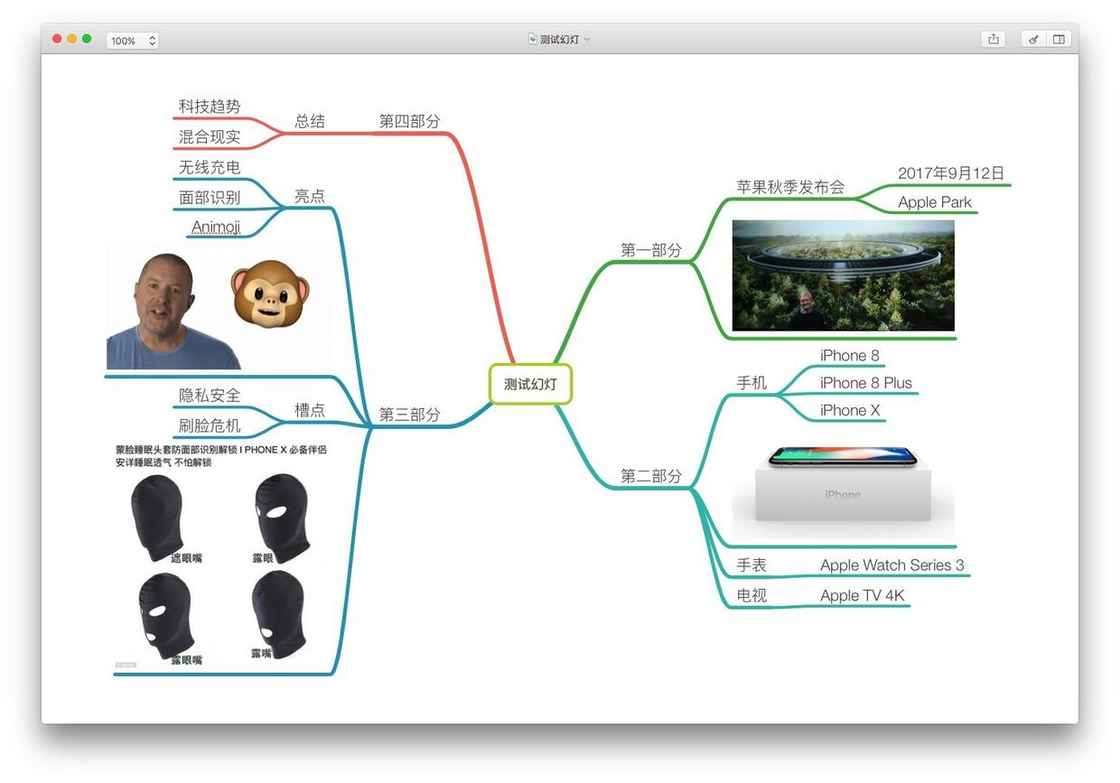 100%
测试幻灯
科技趋势
混合现实
总结
第四部分
无线充电
面部识别
Animoji
亮点
隐私安全
刷脸危机
槽点
第三部分
蒙脸睡眠头套防面部识别解锁 I PHONE X 必备伴侣
安详睡眠透气 不怕解锁
遮眼嘴
露眼
露眼嘴
露嘴
测试幻灯
第一部分
苹果秋季发布会
2017年9月12日
Apple Park
第二部分
手机
iPhone 8
iPhone 8 Plus
iPhone X
iPhone
手表
Apple Watch Series 3
电视
Apple TV 4K